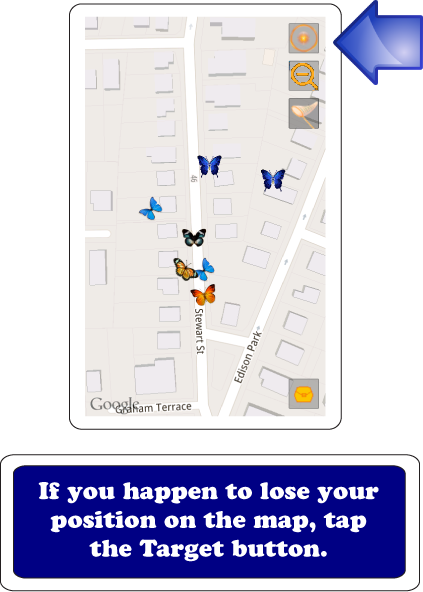 46
Stewart St
Edison Park
Google
Graham Terrace
If you happen to lose your
position on the map, tap
the Target button.